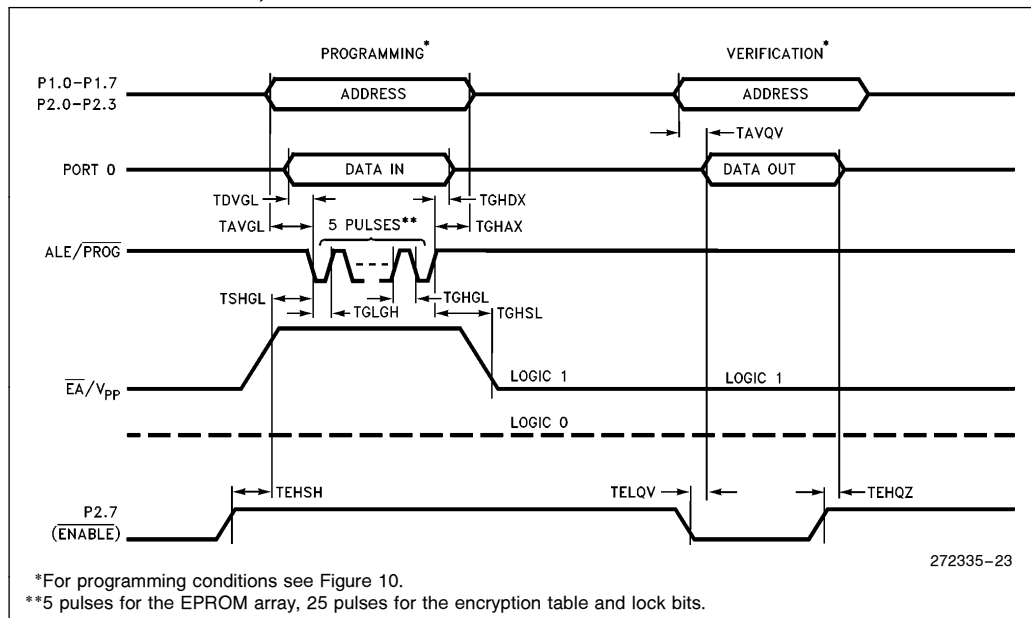 PROGRAMMING*
VERIFICATION*
P1.0–P1.7
P2.0–P2.3
ADDRESS
ADDRESS
TAVQV
PORT 0
DATA IN
DATA OUT
TDVGL
TGHDX
TAVGL
5 PULSES**
TGHAX
ALE/PROG
TSHGL
TGLGH
TGHGL
TGHSL
EA/VPP
LOGIC 1
LOGIC 1
LOGIC 0
TEHSH
TELQV
TEHQZ
P2.7
(ENABLE)
272335–23
*For programming conditions see Figure 10.
**5 pulses for the EPROM array, 25 pulses for the encryption table and lock bits.